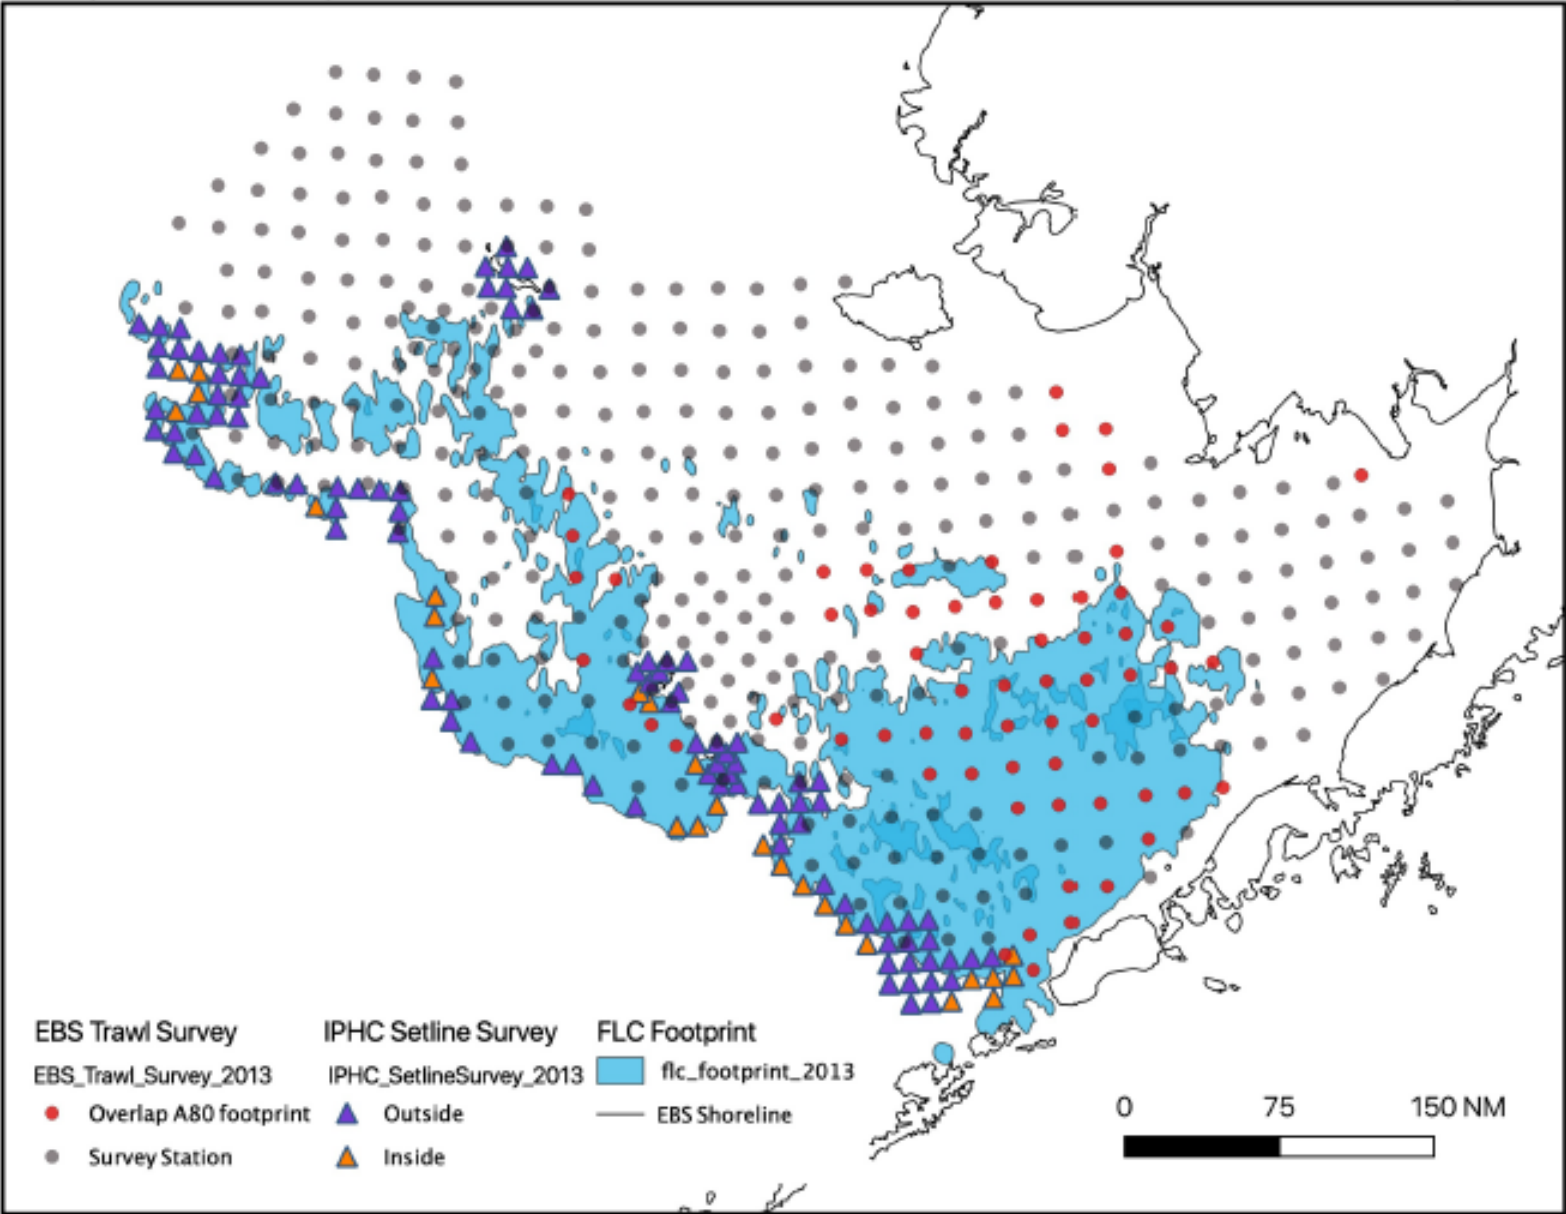 EBS Trawl Survey
EBS_Trawl_Survey_2013
Overlap A80 footprint
Survey Station
IPHC Setline Survey
IPHC_SetlineSurvey_2013
Outside
Inside
FLC Footprint
flc_footprint_2013
EBS Shoreline
0 75 150 NM